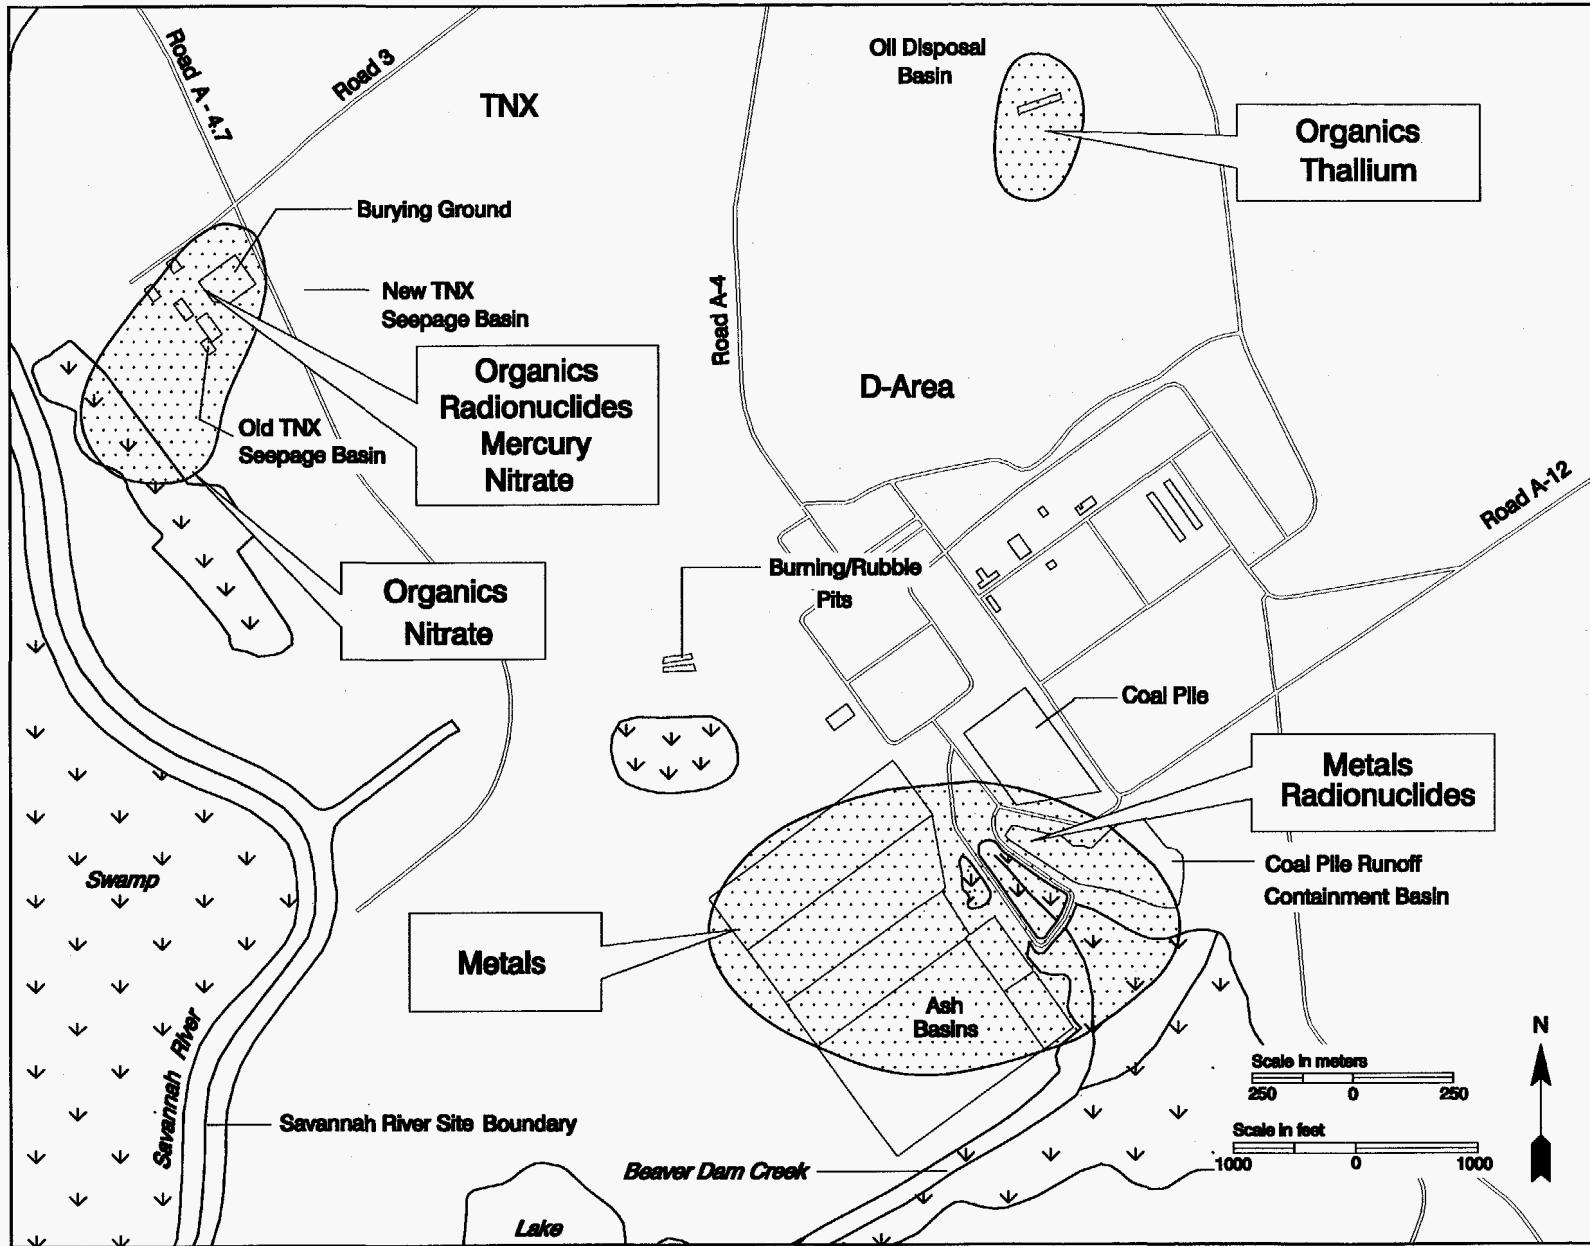 Road A - 4.7
Road 3
TNX
Oil Disposal
Basin
Organics
Thallium
Burying Ground
New TNX
Seepage Basin
Road A-4
Organics
Radionuclides
Mercury
Nitrate
D-Area
Old TNX
Seepage Basin
Road A-12
Organics
Nitrate
Burning/Rubble
Pits
Coal Pile
Metals
Radionuclides
Coal Pile Runoff
Containment Basin
Swamp
Metals
Ash
Basins
Savannah River
N
Scale in meters
250 0 250
Scale in feet
1000 0 1000
Savannah River Site Boundary
Beaver Dam Creek
Lake